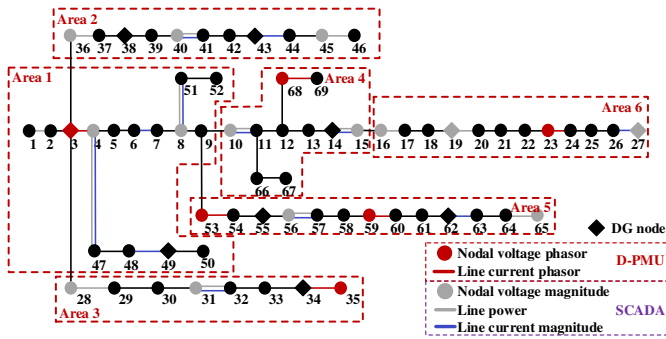 Area 2
36 37 38 39 40 41 42 43 44 45 46
Area 1
51 52
Area 4
68 69
Area 6
1 2 3 4 5 6 7 8 9 10 11 12 13 14 15 16 17 18 19 20 21 22 23 24 25 26 27
66 67
Area 5
53 54 55 56 57 58 59 60 61 62 63 64 65
47 48 49 50
28 29 30 31 32 33 34 35
Area 3
DG node
Nodal voltage phasor
D-PMU
Line current phasor
Nodal voltage magnitude
Line power
SCADA
Line current magnitude